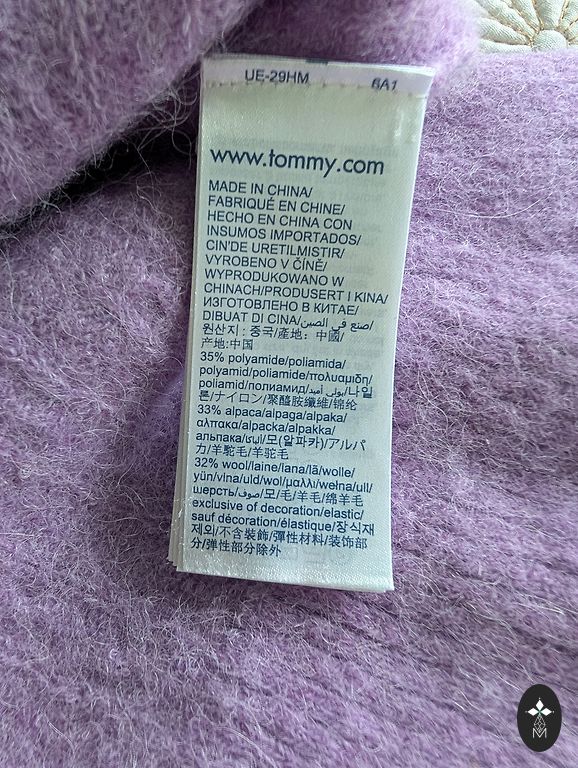 UE-29HM 6A1
www.tommy.com
MADE IN CHINA/
FABRIQUÉ EN CHINE/
HECHO EN CHINA CON
INSUMOS IMPORTADOS/
CIN'DE URETILMISTIR/
VYROBENO V ČÍNĚ/
WYPRODUKOWANO W
CHINACH/PRODUSERT I KINA/
ИЗГОТОВЛЕНО В КИТАЕ/
DIBUAT DI CINA/صنع في الصين/
원산지 : 중국/產地：中國/
产地:中国
35% polyamide/poliamida/
polyamid/poliamide/πολυαμιδη/
poliamid/полиамид/بولي أميد/나일
론/ナイロン/聚醯胺纖維/锦纶
33% alpaca/alpaga/alpaka/
αλπακα/alpacka/alpakka/
альпака/الباكا/모(알파카)/アルパ
カ/羊駝毛/羊驼毛
32% wool/laine/lana/lã/wolle/
yün/vlna/uld/wol/μαλλι/wełna/ull/
шерсть/صوف/모/毛/羊毛/绵羊毛
exclusive of decoration/elastic/
sauf décoration/élastique/장식재
제외/不含裝飾/彈性材料/装饰部
分/弹性部分除外
M